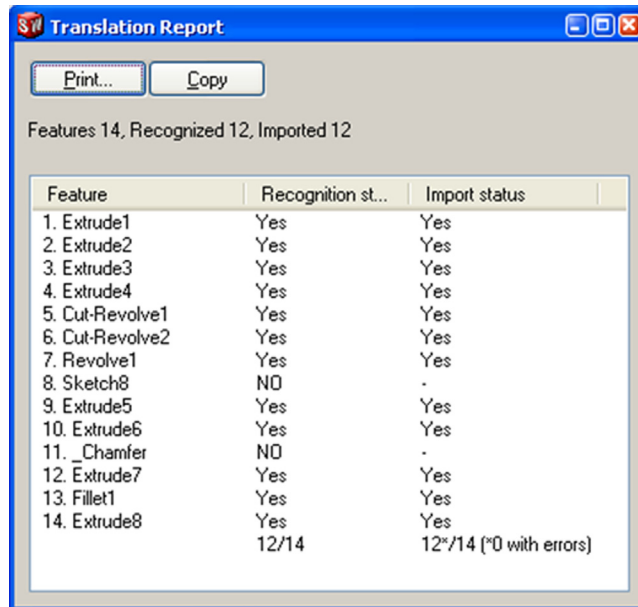 SW Translation Report
Print... Copy
Features 14, Recognized 12, Imported 12
Feature Recognition st... Import status
1. Extrude1 Yes Yes
2. Extrude2 Yes Yes
3. Extrude3 Yes Yes
4. Extrude4 Yes Yes
5. Cut-Revolve1 Yes Yes
6. Cut-Revolve2 Yes Yes
7. Revolve1 Yes Yes
8. Sketch8 NO -
9. Extrude5 Yes Yes
10. Extrude6 Yes Yes
11. _Chamfer NO -
12. Extrude7 Yes Yes
13. Fillet1 Yes Yes
14. Extrude8 Yes Yes
12/14 12*/14 (*0 with errors)